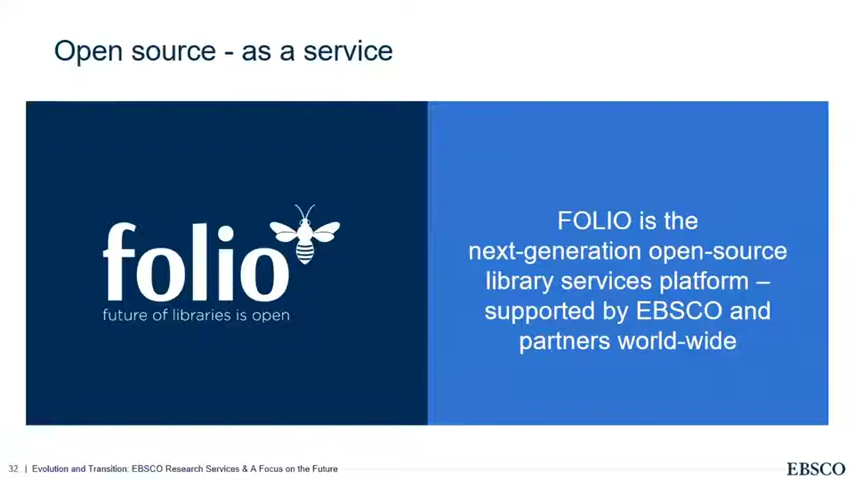 Open source - as a service
folio
future of libraries is open
FOLIO is the
next-generation open-source
library services platform –
supported by EBSCO and
partners world-wide
32 | Evolution and Transition: EBSCO Research Services & A Focus on the Future
EBSCO